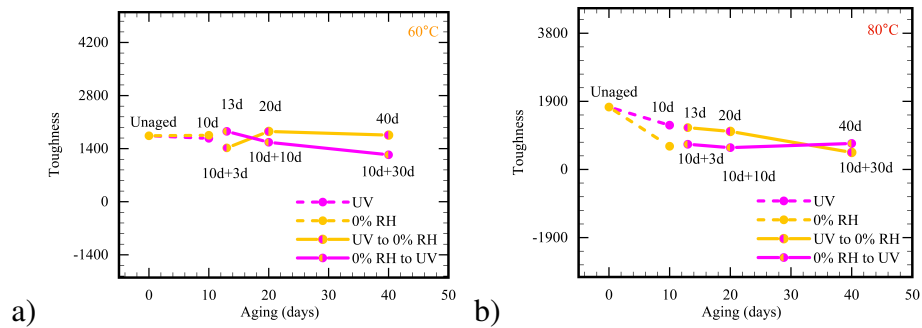 60°C
4200
2800
1400
0
-1400
Toughness
Unaged
10d
13d
20d
40d
10d+3d
10d+10d
10d+30d
UV
0% RH
UV to 0% RH
0% RH to UV
0 10 20 30 40 50
Aging (days)
a)
80°C
3800
1900
0
-1900
Toughness
Unaged
10d
13d
20d
40d
10d+3d
10d+10d
10d+30d
UV
0% RH
UV to 0% RH
0% RH to UV
0 10 20 30 40 50
Aging (days)
b)